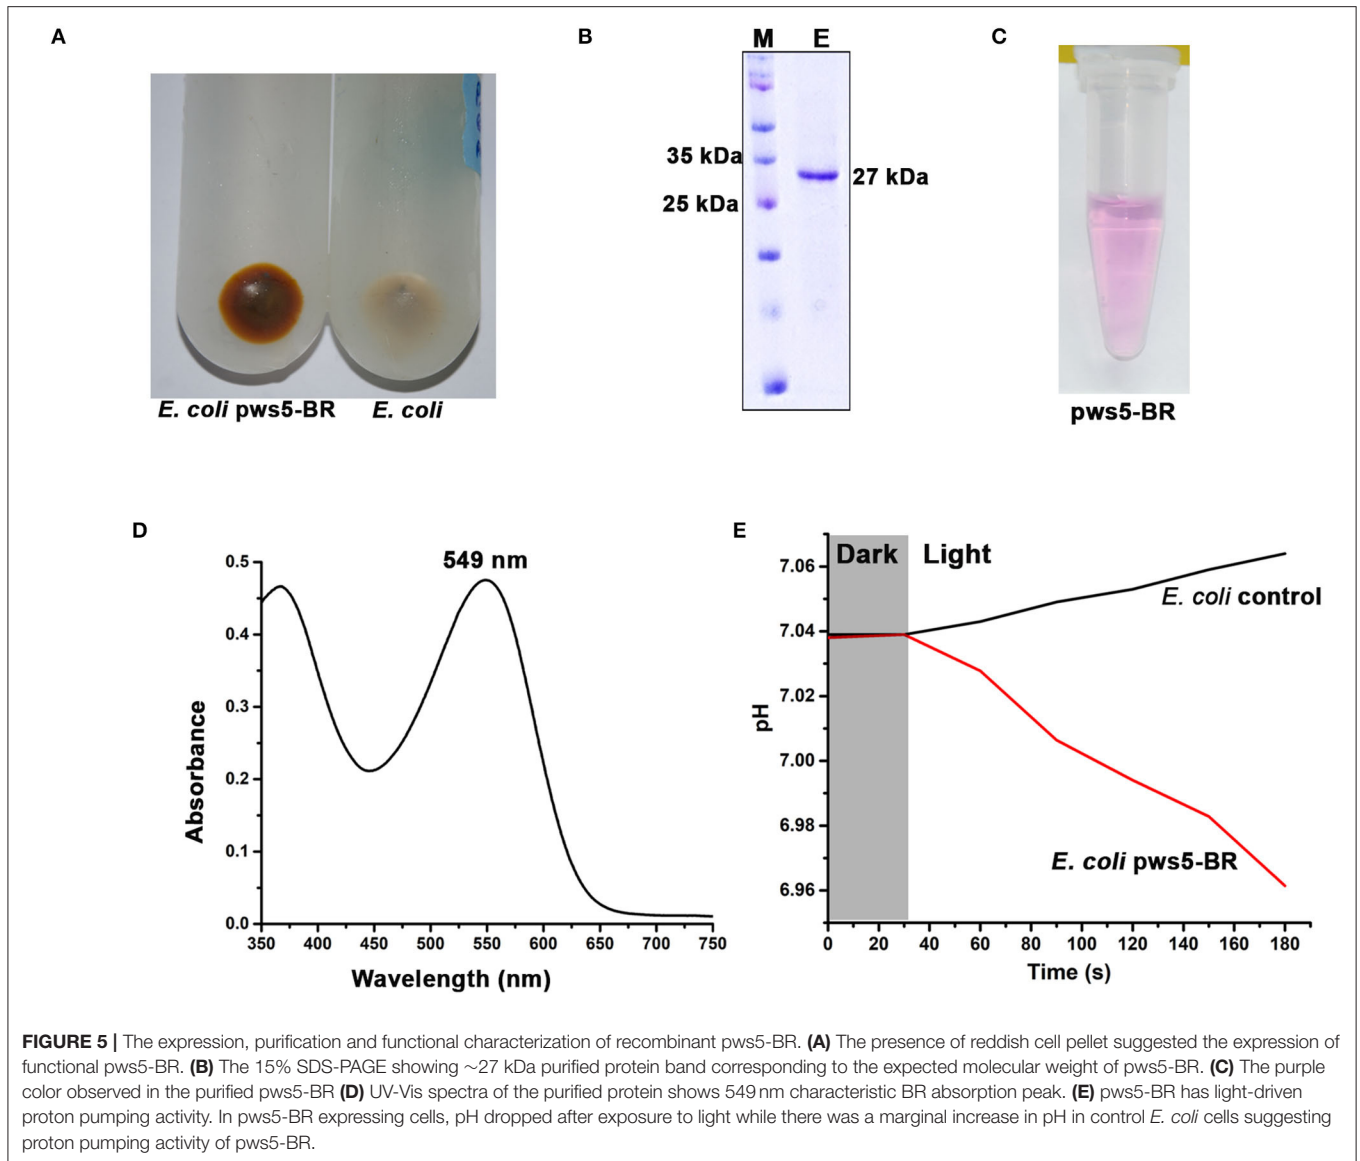 A
B
C
M E
35 kDa
27 kDa
25 kDa
E. coli pws5-BR
E. coli
pws5-BR
D
E
549 nm
0.5
0.4
0.3
0.2
0.1
0.0
Absorbance
350 400 450 500 550 600 650 700 750
Wavelength (nm)
Dark Light
7.06
7.04
7.02
7.00
6.98
6.96
pH
E. coli control
E. coli pws5-BR
0 20 40 60 80 100 120 140 160 180
Time (s)
FIGURE 5 | The expression, purification and functional characterization of recombinant pws5-BR. (A) The presence of reddish cell pellet suggested the expression of
functional pws5-BR. (B) The 15% SDS-PAGE showing ∼27 kDa purified protein band corresponding to the expected molecular weight of pws5-BR. (C) The purple
color observed in the purified pws5-BR (D) UV-Vis spectra of the purified protein shows 549 nm characteristic BR absorption peak. (E) pws5-BR has light-driven
proton pumping activity. In pws5-BR expressing cells, pH dropped after exposure to light while there was a marginal increase in pH in control E. coli cells suggesting
proton pumping activity of pws5-BR.